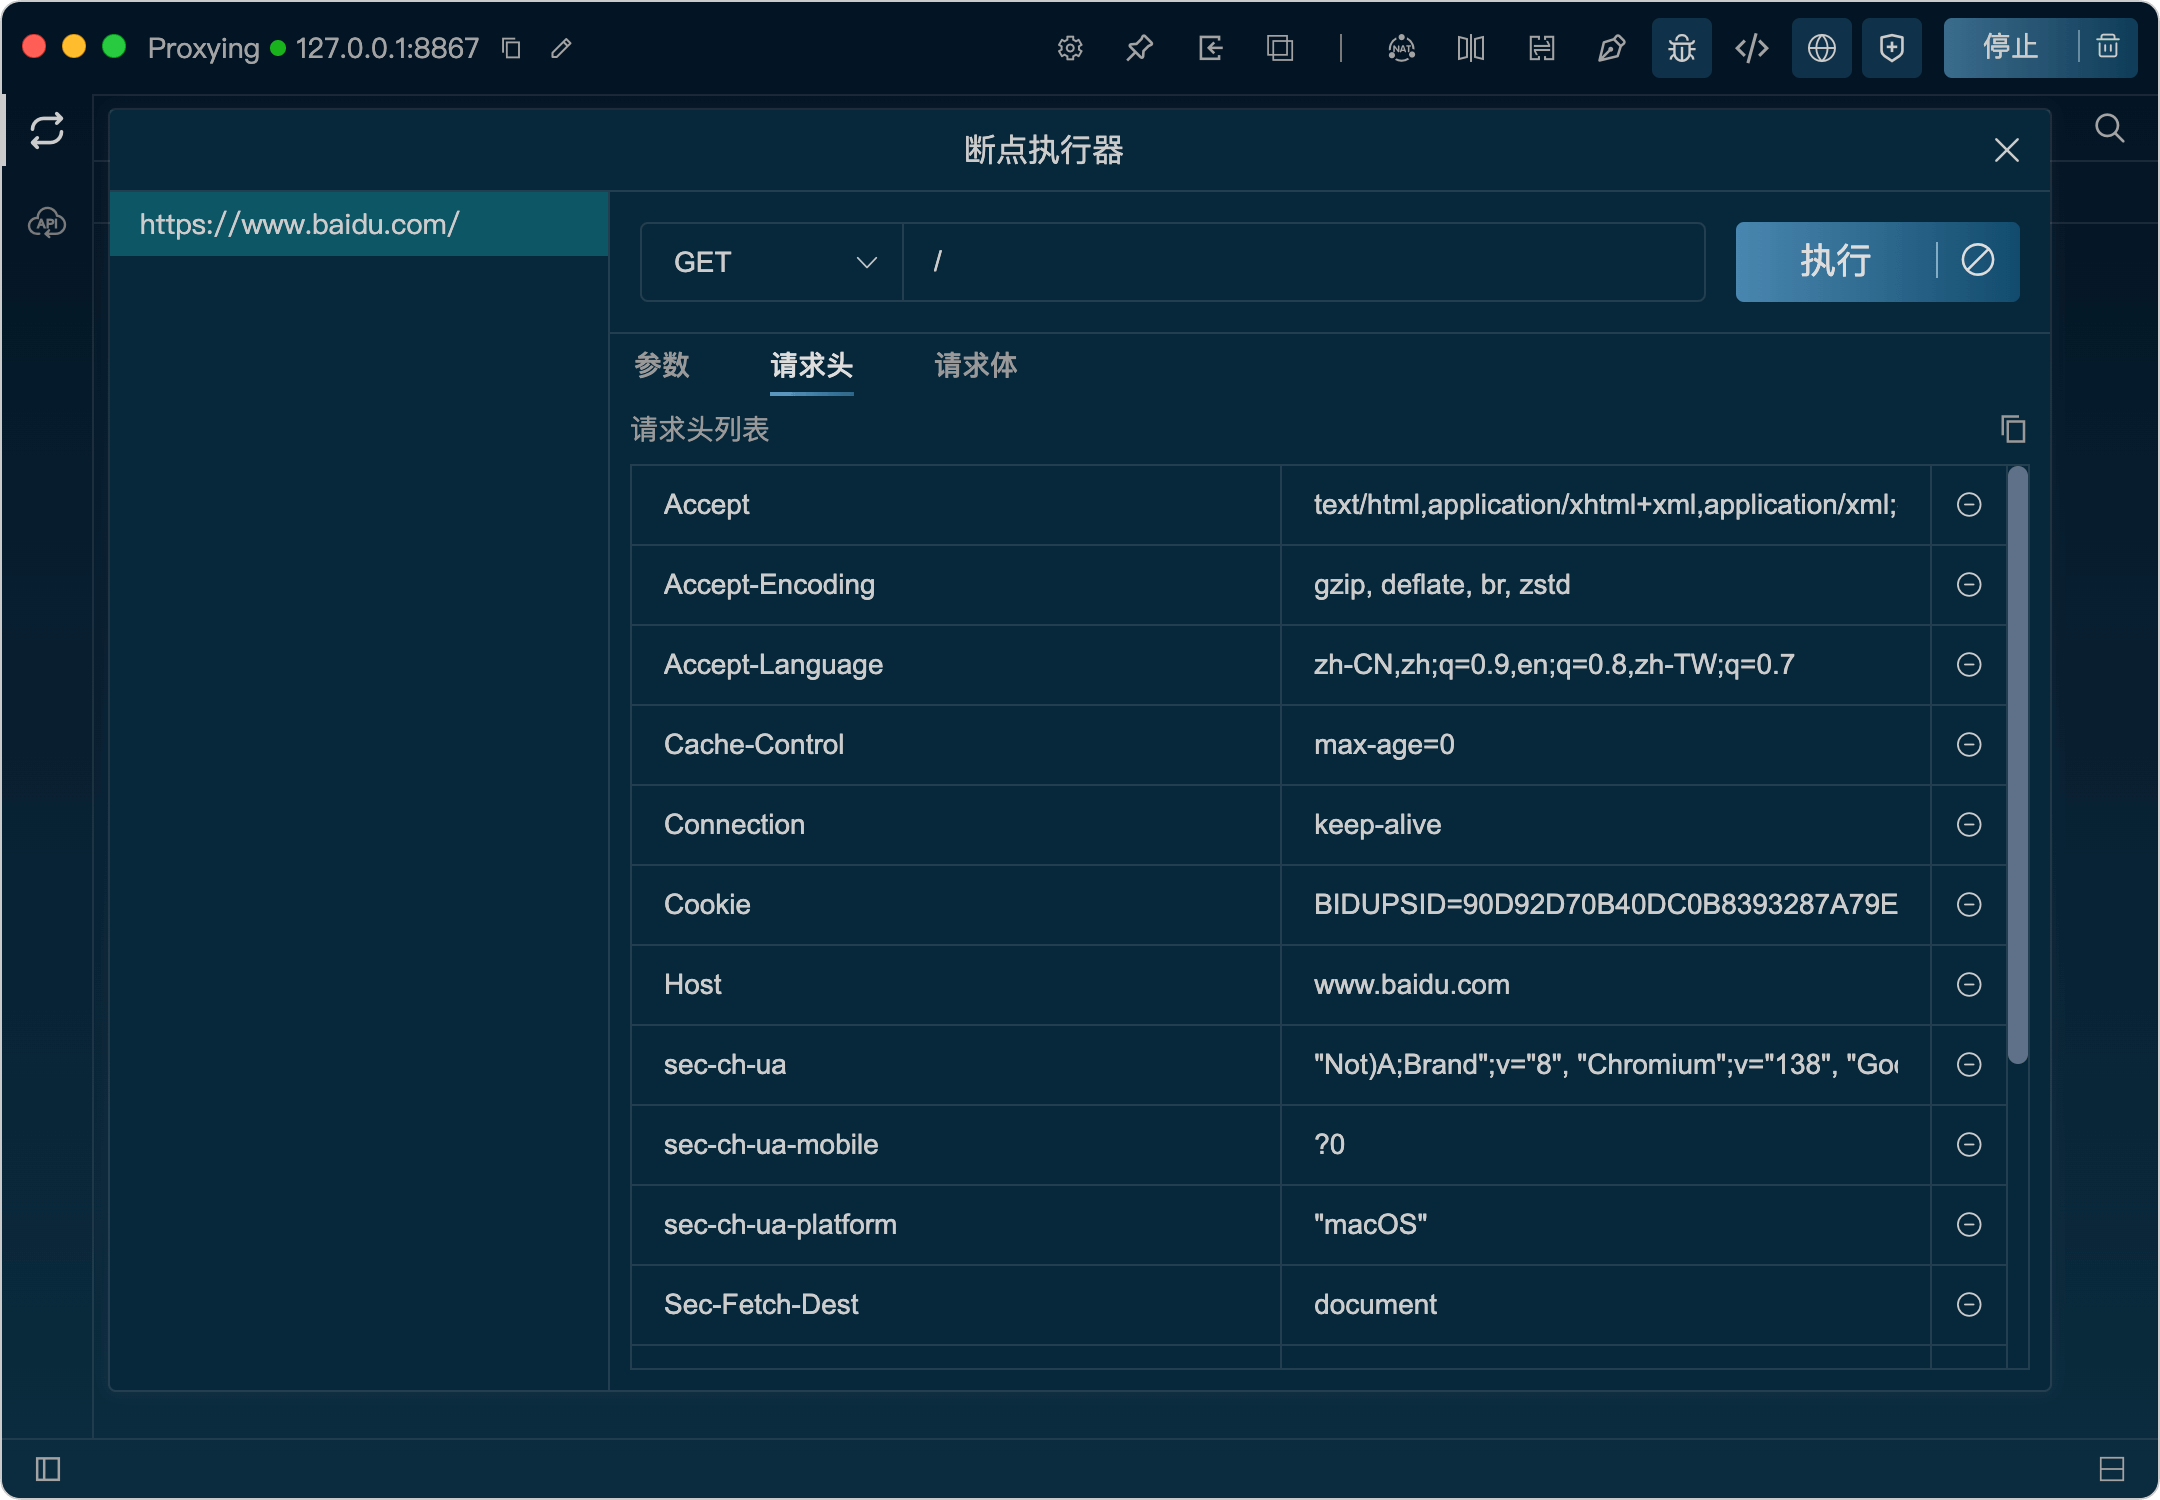 Proxying 127.0.0.1:8867
NAT
停止
API
断点执行器
https://www.baidu.com/
GET
/
执行
参数 请求头 请求体
请求头列表
Accept text/html,application/xhtml+xml,application/xml;
Accept-Encoding gzip, deflate, br, zstd
Accept-Language zh-CN,zh;q=0.9,en;q=0.8,zh-TW;q=0.7
Cache-Control max-age=0
Connection keep-alive
Cookie BIDUPSID=90D92D70B40DC0B8393287A79E
Host www.baidu.com
sec-ch-ua "Not)A;Brand";v="8", "Chromium";v="138", "Goo
sec-ch-ua-mobile ?0
sec-ch-ua-platform "macOS"
Sec-Fetch-Dest document